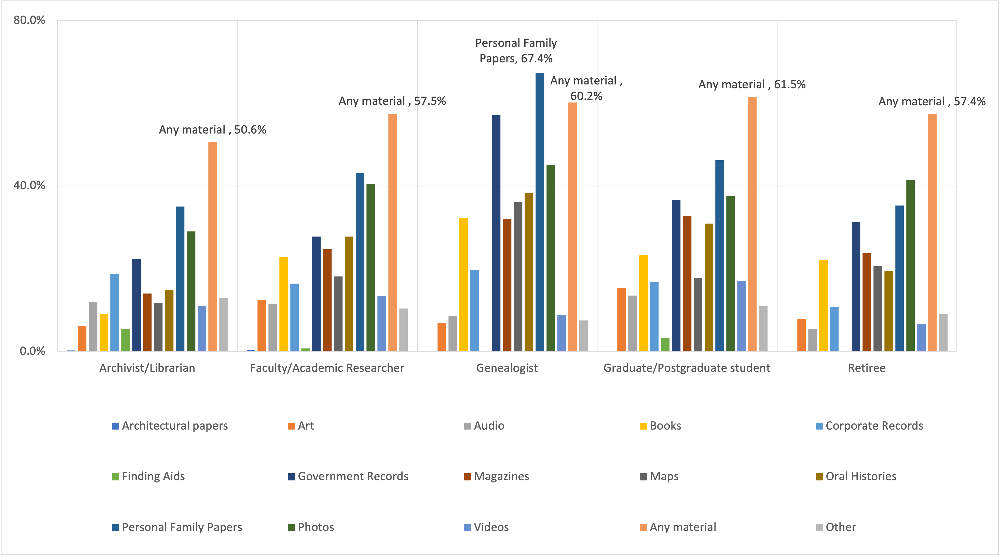 80.0%
Personal Family
Papers, 67.4%
Any material ,
60.2%
Any material , 61.5%
Any material , 57.5%
Any material , 57.4%
Any material , 50.6%
40.0%
0.0%
Archivist/Librarian
Faculty/Academic Researcher
Genealogist
Graduate/Postgraduate student
Retiree
Architectural papers
Art
Audio
Books
Corporate Records
Finding Aids
Government Records
Magazines
Maps
Oral Histories
Personal Family Papers
Photos
Videos
Any material
Other